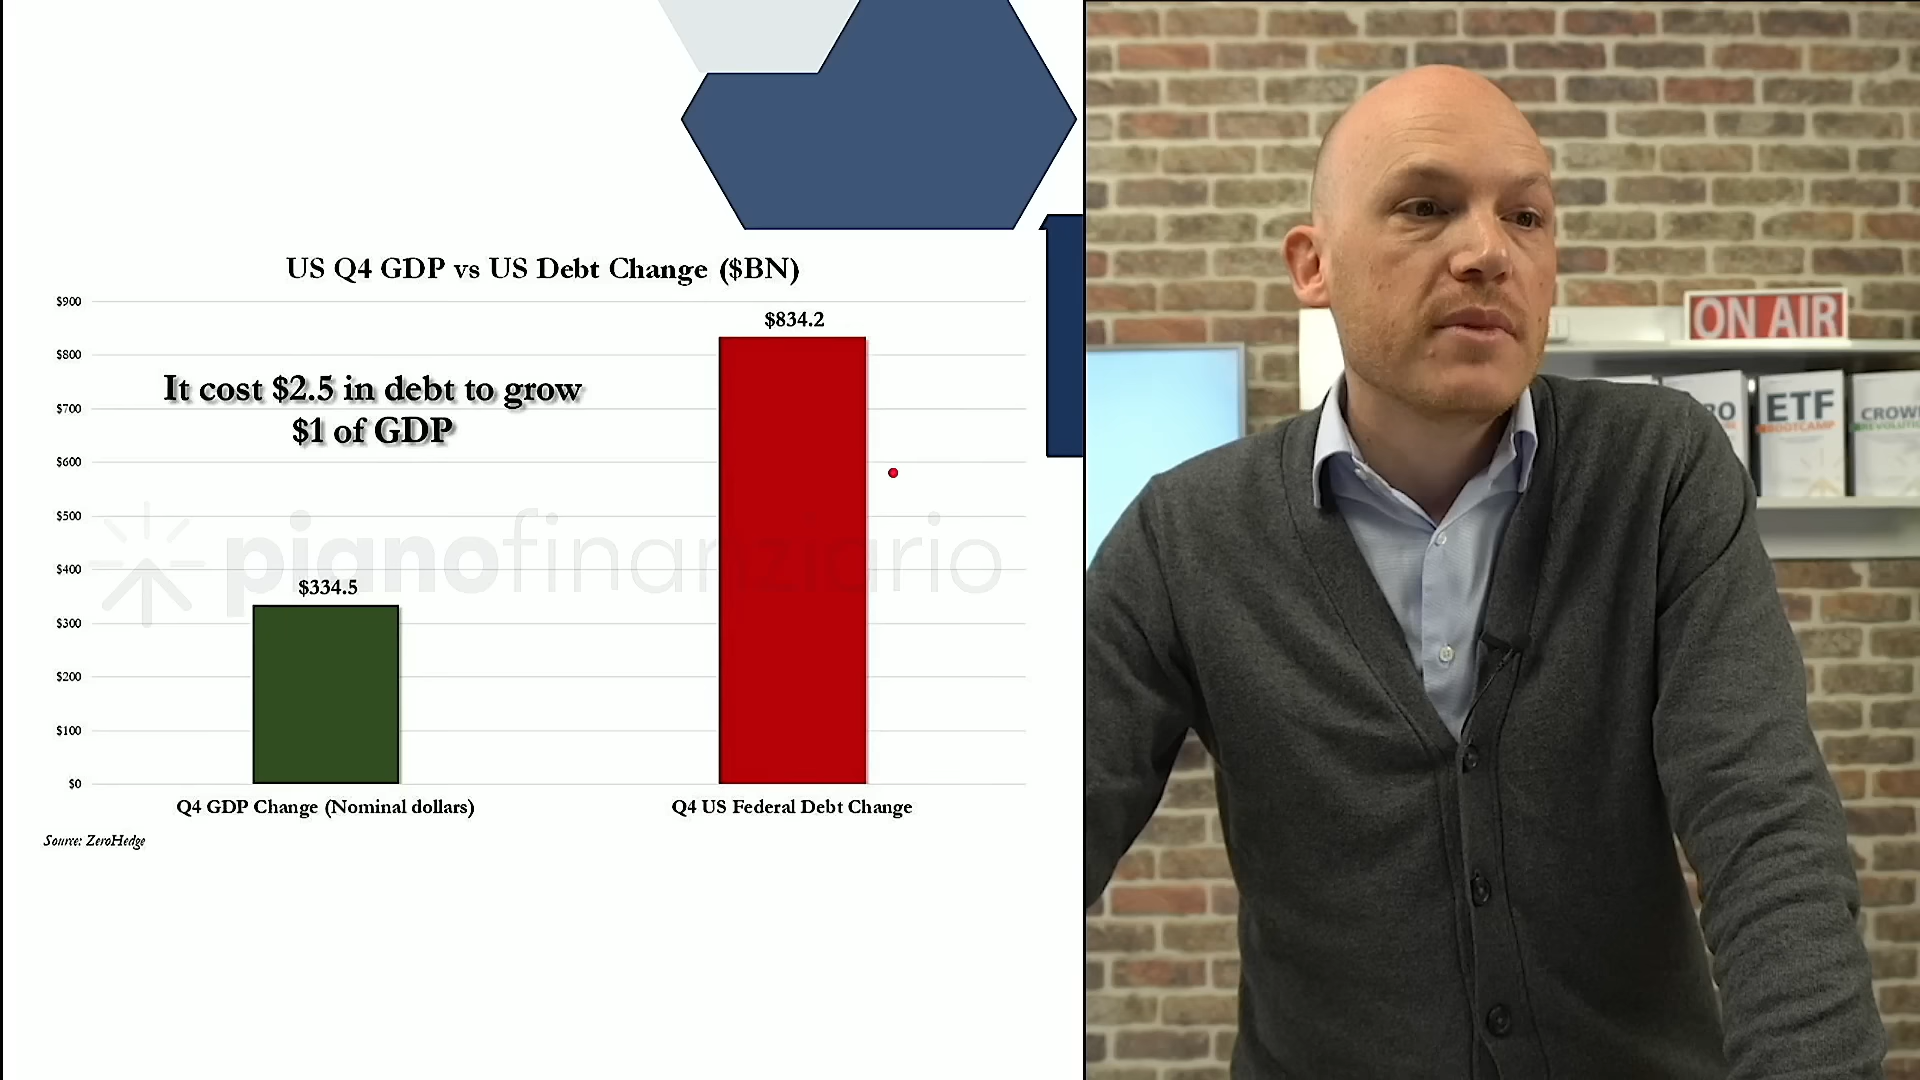 US Q4 GDP vs US Debt Change ($BN)
$900
$834.2
$800
It cost $2.5 in debt to grow
$1 of GDP
$700
$600
$500
pianofinanziario
$400
$334.5
$300
$200
$100
$0
Q4 GDP Change (Nominal dollars)
Q4 US Federal Debt Change
Source: ZeroHedge
ON AIR
ETF
BOOTCAMP